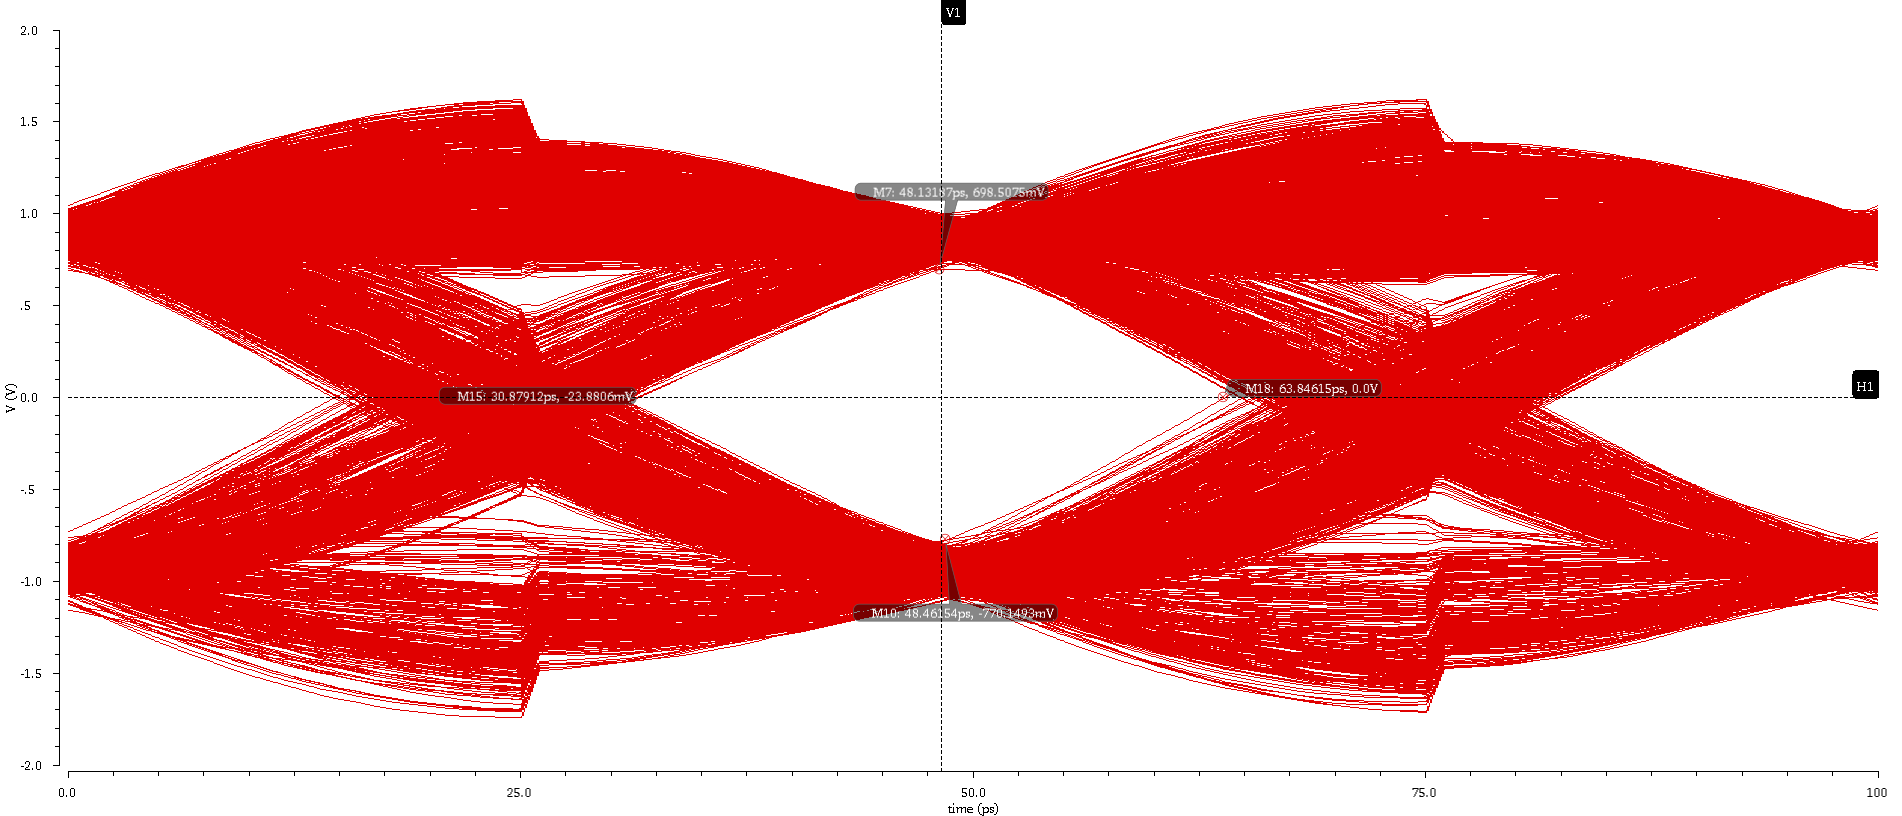 V1
2.0
1.5
M7: 48.13187ps, 698.5075mV
1.0
.5
M18: 63.84615ps, 0.0V
H1
M15: 30.87912ps, -23.8806mV
0.0
V (V)
-.5
-1.0
M10: 48.46154ps, -770.1493mV
-1.5
-2.0
0.0 25.0 50.0 75.0 100
time (ps)